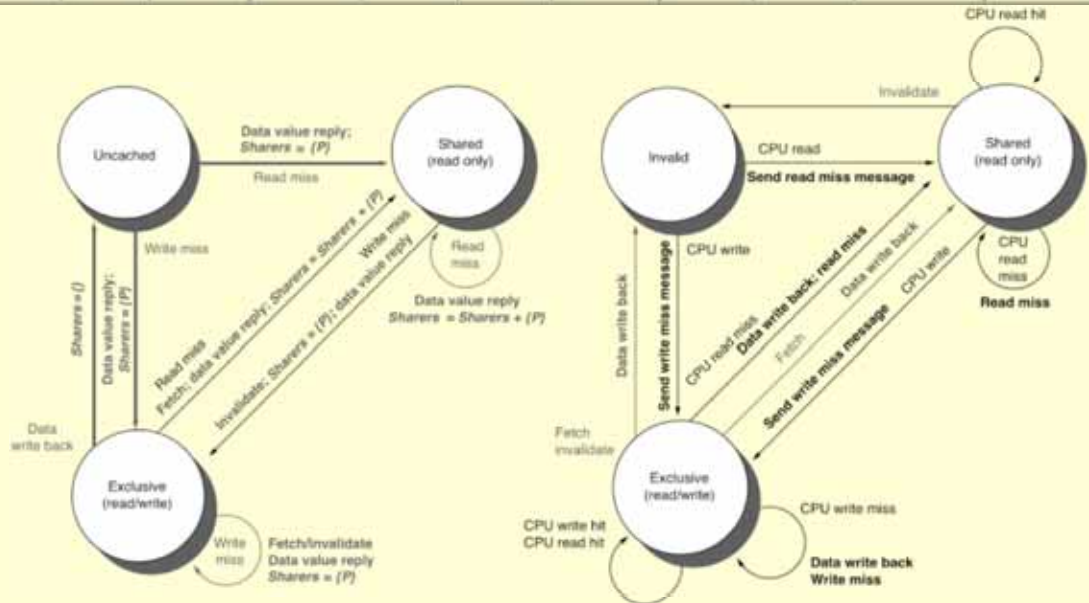 Uncached
Data value reply;
Sharers = {P}
Read miss
Shared
(read only)
Write miss
Sharers = {}
Data value reply;
Sharers = {P}
Read miss
Fetch; data value reply; Sharers = Sharers + {P}
Write miss
Invalidate; Sharers = {P}; data value reply
Read
miss
Data value reply
Sharers = Sharers + {P}
Data
write back
Exclusive
(read/write)
Write
miss
Fetch/Invalidate
Data value reply
Sharers = {P}
CPU read hit
Invalidate
Invalid
CPU read
Send read miss message
Shared
(read only)
CPU write
Send write miss message
Data write back
CPU read miss
Data write back; read miss
Fetch
Data write back
Send write miss message
CPU write
CPU
read
miss
Read miss
Fetch
invalidate
Exclusive
(read/write)
CPU write hit
CPU read hit
CPU write miss
Data write back
Write miss